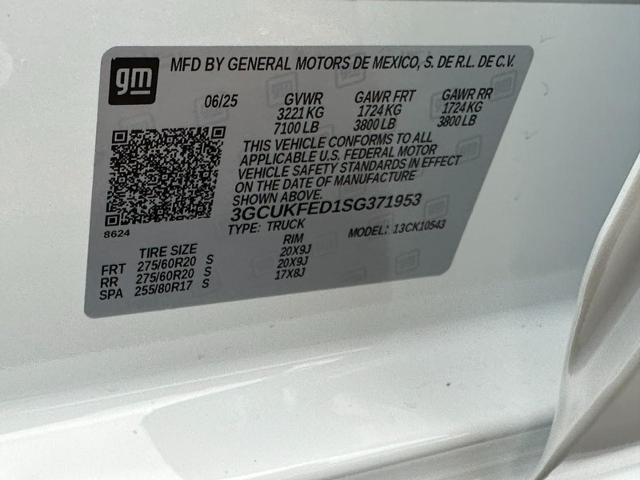 gm MFD BY GENERAL MOTORS DE MEXICO, S. DE R.L. DE C.V.
06/25 GVWR GAWR FRT GAWR RR
3221 KG 1724 KG 1724 KG
7100 LB 3800 LB 3800 LB
THIS VEHICLE CONFORMS TO ALL
APPLICABLE U.S. FEDERAL MOTOR
VEHICLE SAFETY STANDARDS IN EFFECT
ON THE DATE OF MANUFACTURE
SHOWN ABOVE.
3GCUKFED1SG371953
8624 TYPE: TRUCK MODEL: 13CK10543
TIRE SIZE RIM
FRT 275/60R20 S 20X9J
RR 275/60R20 S 20X9J
SPA 255/80R17 S 17X8J